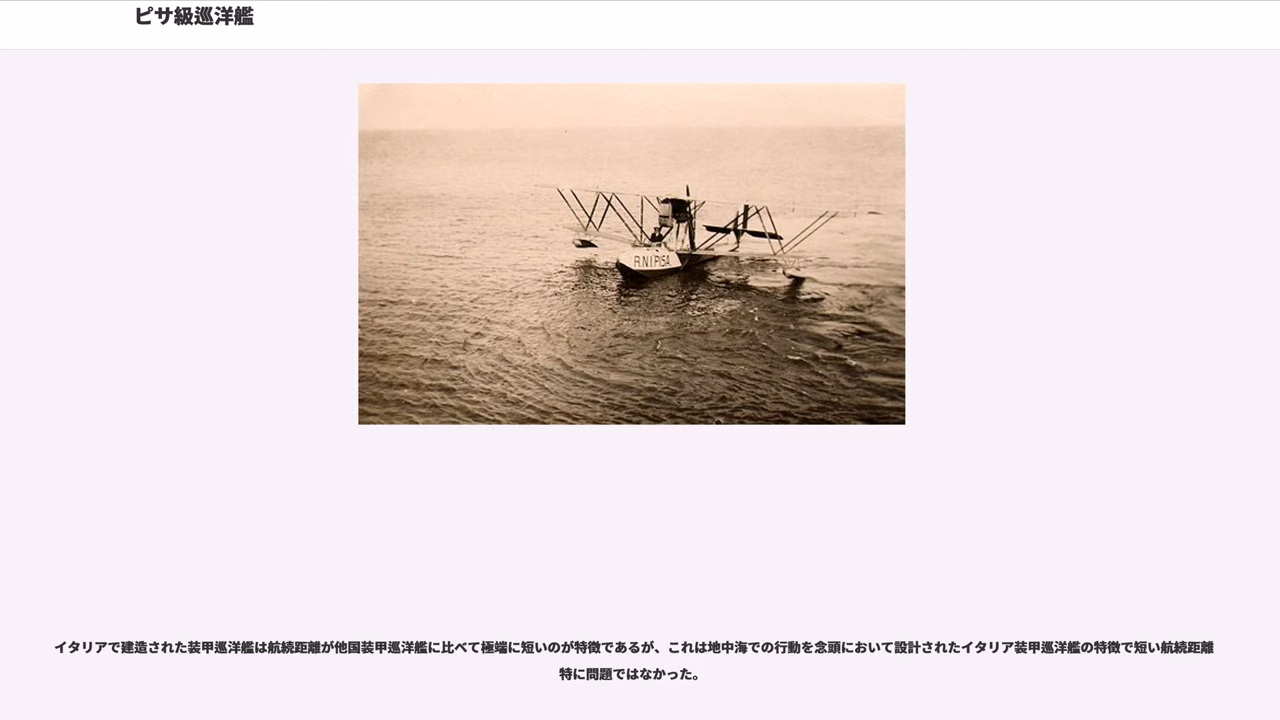 ピサ級巡洋艦
R.N.I.PISA
イタリアで建造された装甲巡洋艦は航続距離が他国装甲巡洋艦に比べて極端に短いのが特徴であるが、これは地中海での行動を念頭において設計されたイタリア装甲巡洋艦の特徴で短い航続距離
特に問題ではなかった。